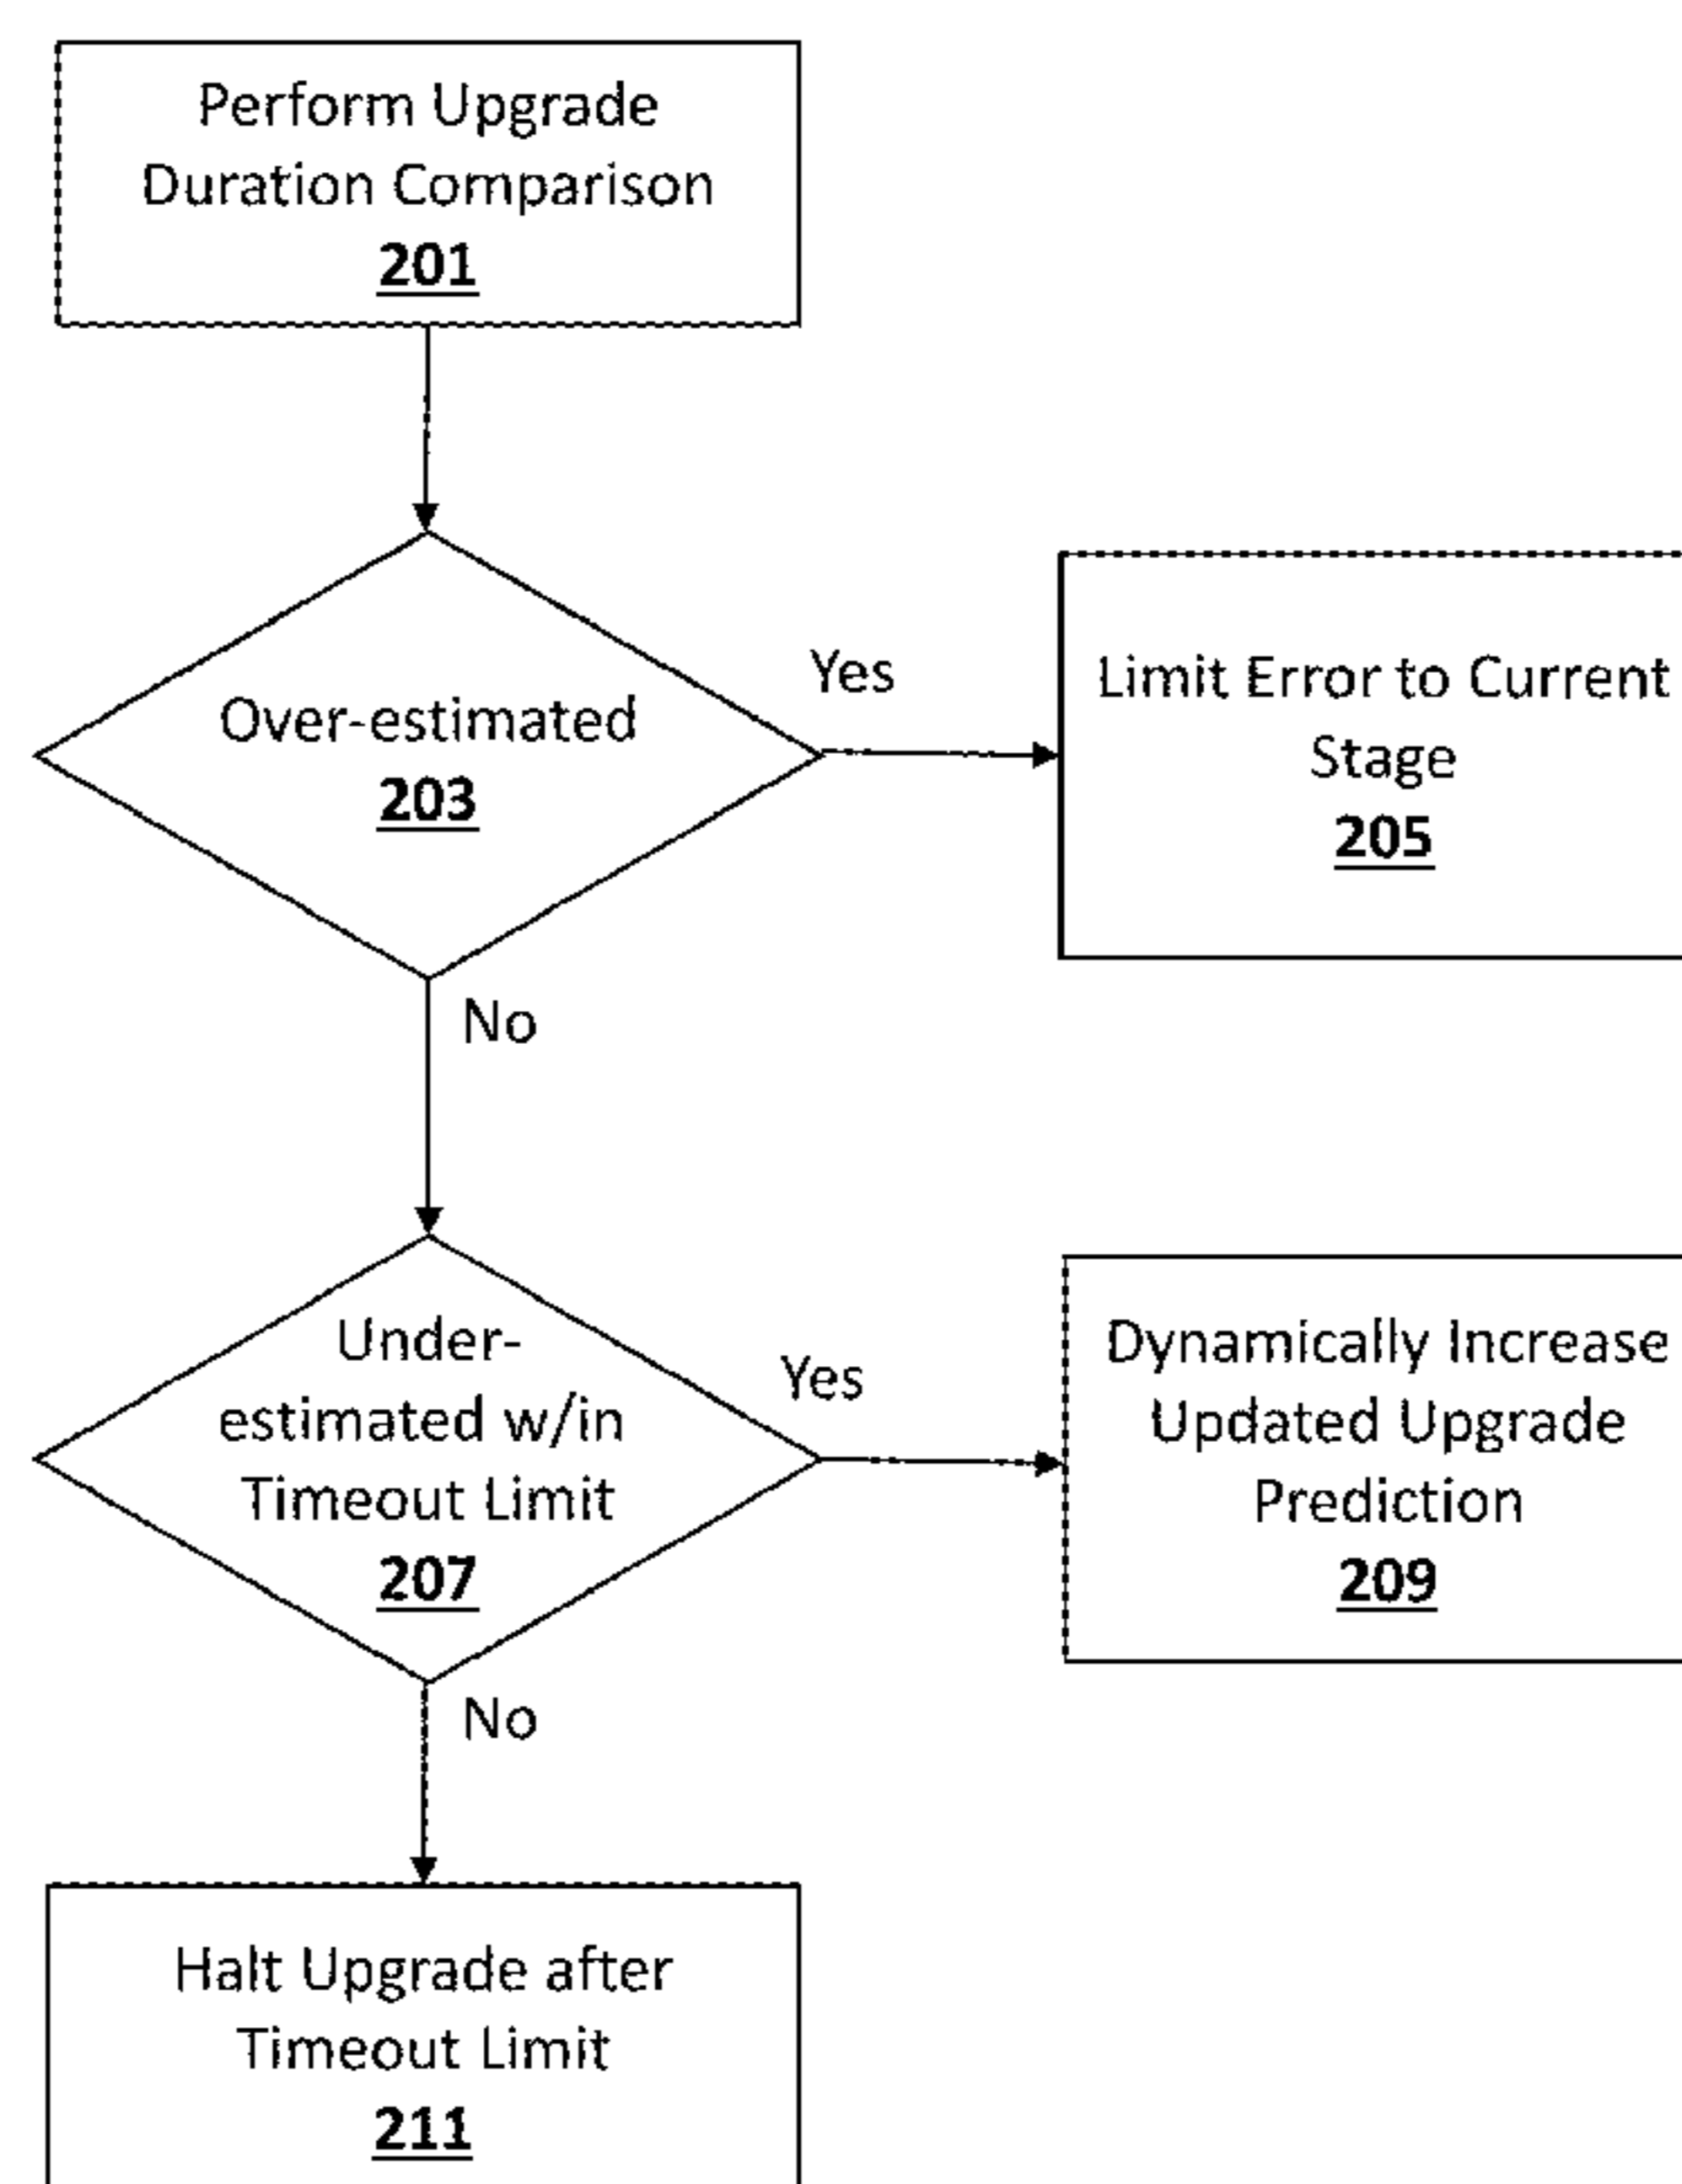 Perform Upgrade
Duration Comparison
201
Over-estimated
203
Yes
Limit Error to Current
Stage
205
No
Under-
estimated w/in
Timeout Limit
207
Yes
Dynamically Increase
Updated Upgrade
Prediction
209
No
Halt Upgrade after
Timeout Limit
211